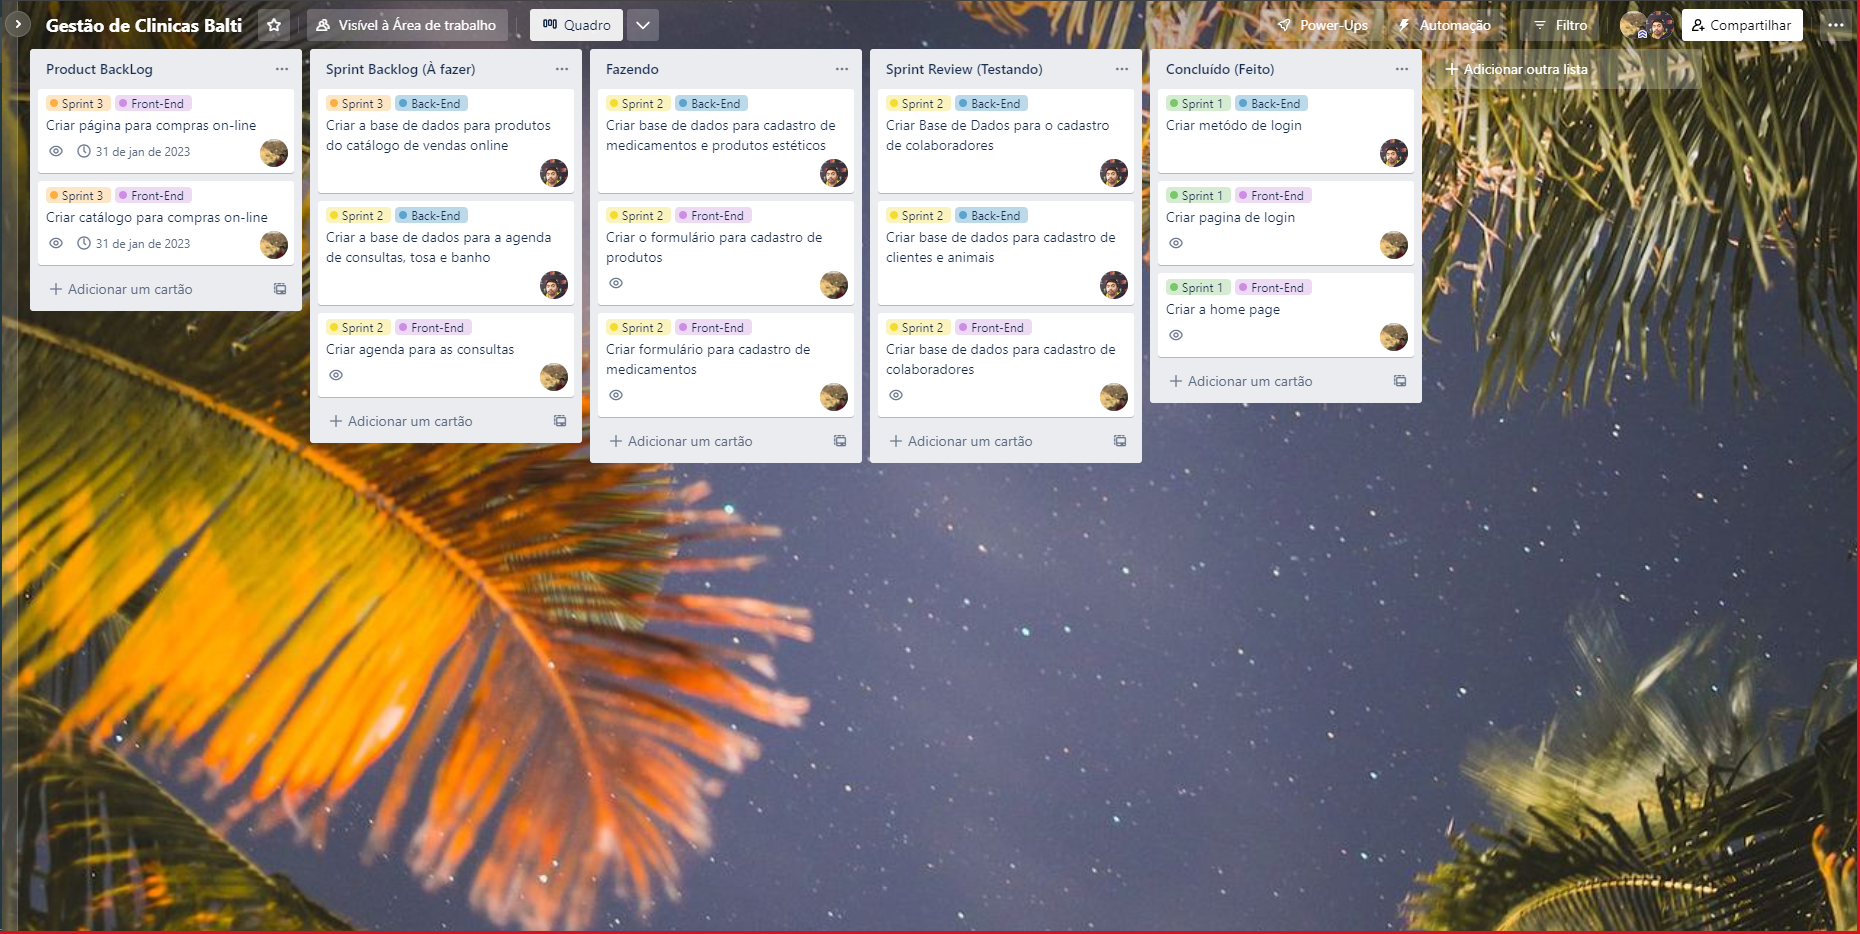 Gestão de Clinicas Balti
Visível à Área de trabalho
Quadro
Power-Ups
Automação
Filtro
Compartilhar
Product BackLog
Sprint 3 Front-End
Criar página para compras on-line
31 de jan de 2023
Sprint 3 Front-End
Criar catálogo para compras on-line
31 de jan de 2023
Adicionar um cartão
Sprint Backlog (À fazer)
Sprint 3 Back-End
Criar a base de dados para produtos
do catálogo de vendas online
Sprint 2 Back-End
Criar a base de dados para a agenda
de consultas, tosa e banho
Sprint 2 Front-End
Criar agenda para as consultas
Adicionar um cartão
Fazendo
Sprint 2 Back-End
Criar base de dados para cadastro de
medicamentos e produtos estéticos
Sprint 2 Front-End
Criar o formulário para cadastro de
produtos
Sprint 2 Front-End
Criar formulário para cadastro de
medicamentos
Adicionar um cartão
Sprint Review (Testando)
Sprint 2 Back-End
Criar Base de Dados para o cadastro
de colaboradores
Sprint 2 Back-End
Criar base de dados para cadastro de
clientes e animais
Sprint 2 Front-End
Criar base de dados para cadastro de
colaboradores
Adicionar um cartão
Concluído (Feito)
Sprint 1 Back-End
Criar metódo de login
Sprint 1 Front-End
Criar pagina de login
Sprint 1 Front-End
Criar a home page
Adicionar um cartão
Adicionar outra lista